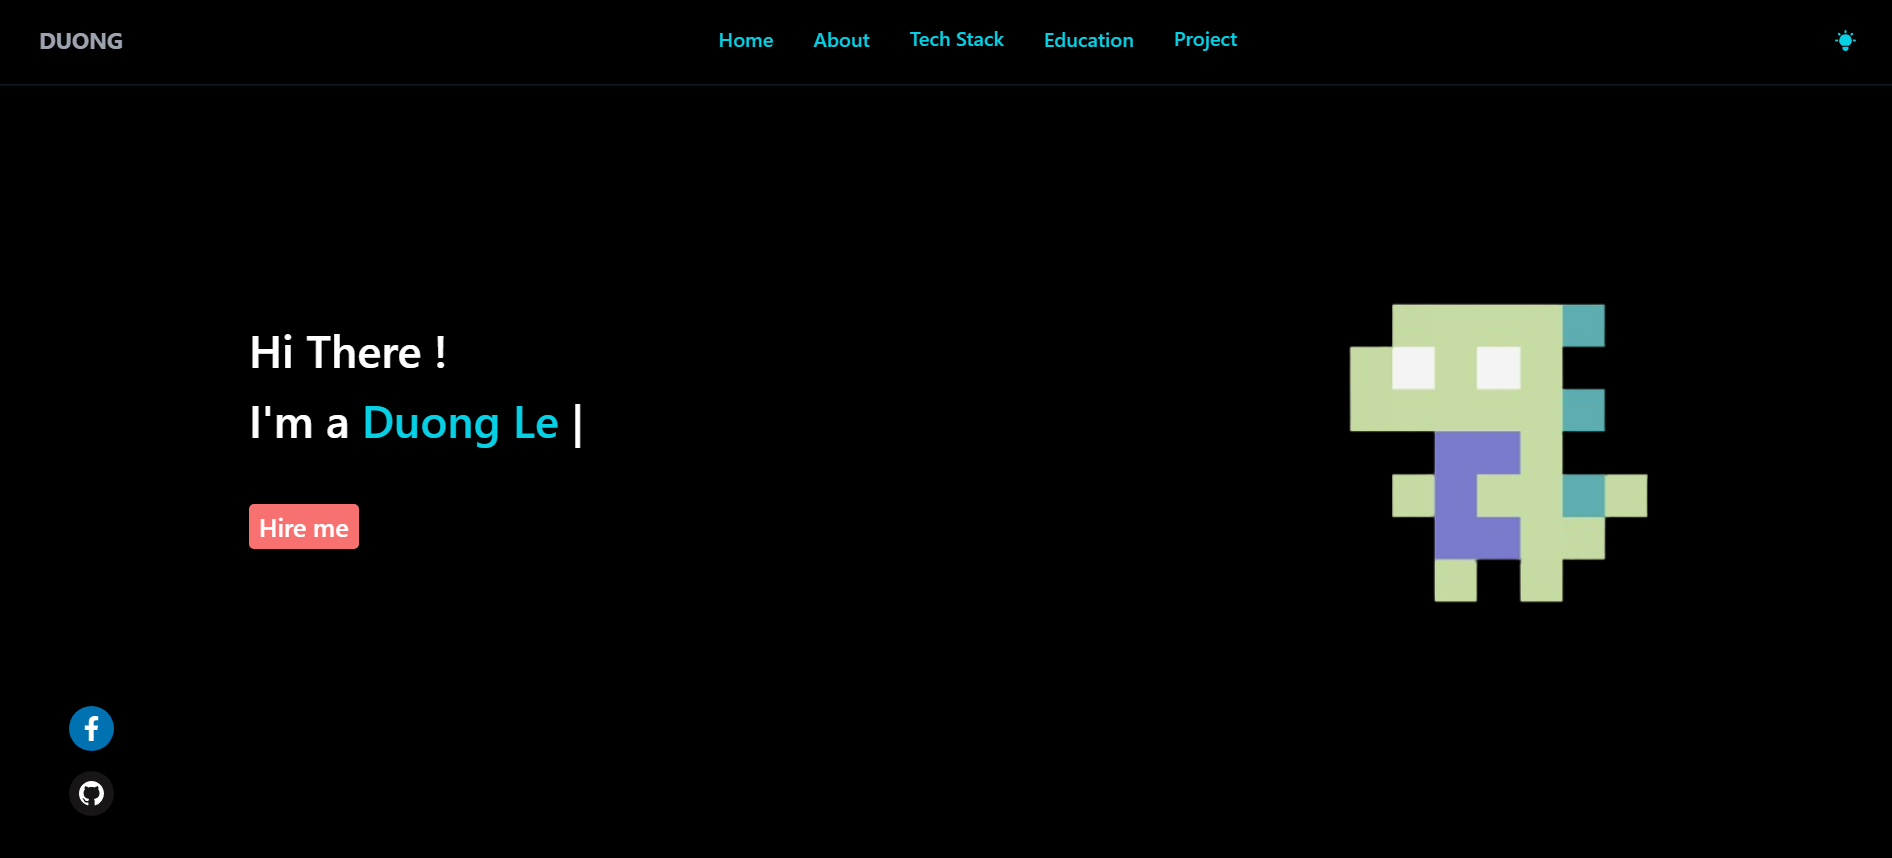 DUONG
Home About Tech Stack Education Project
Hi There !
I'm a Duong Le |
Hire me